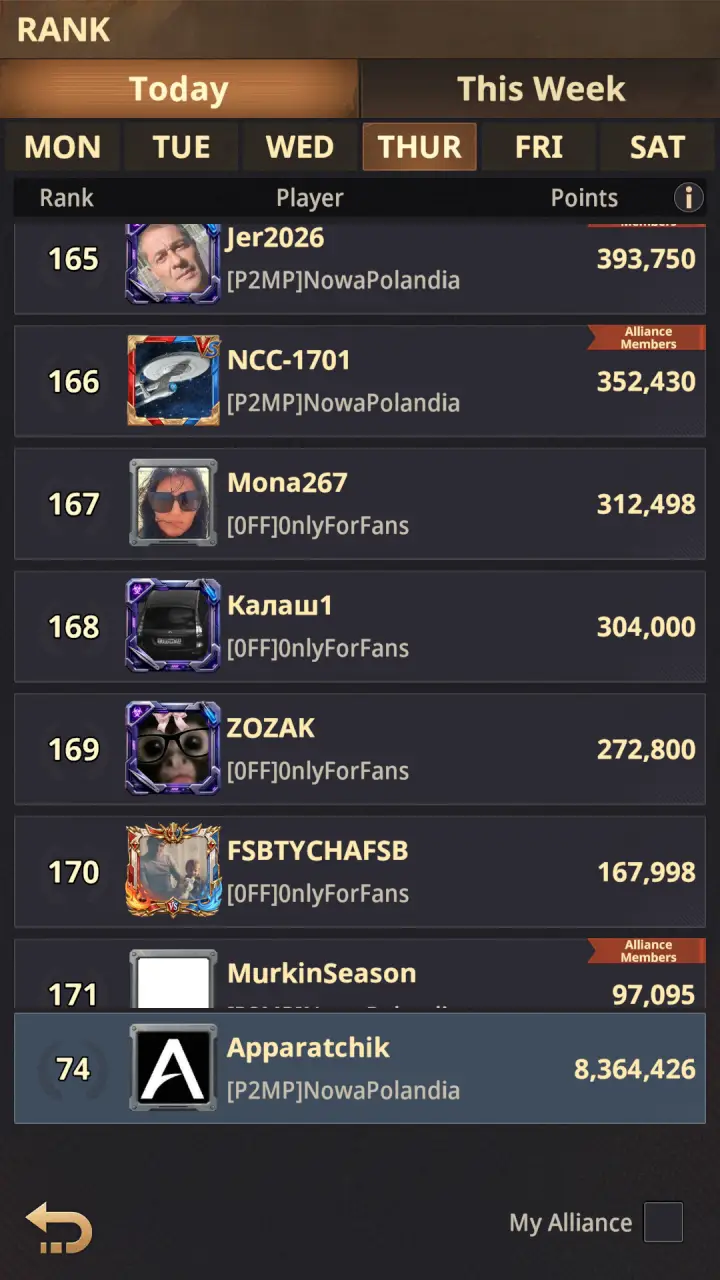 RANK
Today
This Week
MON
TUE
WED
THUR
FRI
SAT
Rank
Player
Points
165
Jer2026
[P2MP]NowaPolandia
393,750
166
NCC-1701
[P2MP]NowaPolandia
Alliance
Members
352,430
167
Mona267
[0FF]0nlyForFans
312,498
168
Калаш1
[0FF]0nlyForFans
304,000
169
ZOZAK
[0FF]0nlyForFans
272,800
170
FSBTYCHAFSB
[0FF]0nlyForFans
167,998
171
MurkinSeason
Alliance
Members
97,095
74
Apparatchik
[P2MP]NowaPolandia
8,364,426
My Alliance